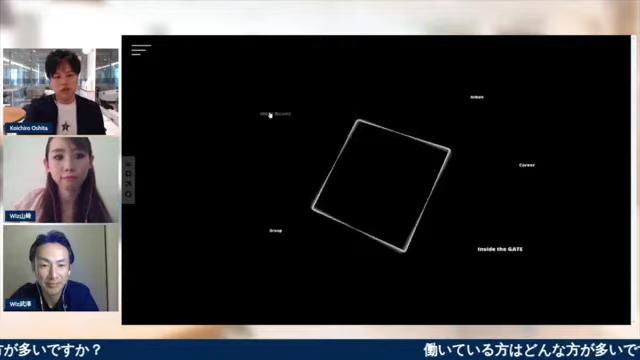 Koichiro Oshita
Wiz山崎
Wiz武澤
Career
Group
Inside the GATE
方が多いですか？
働いている方はどんな方が多いで